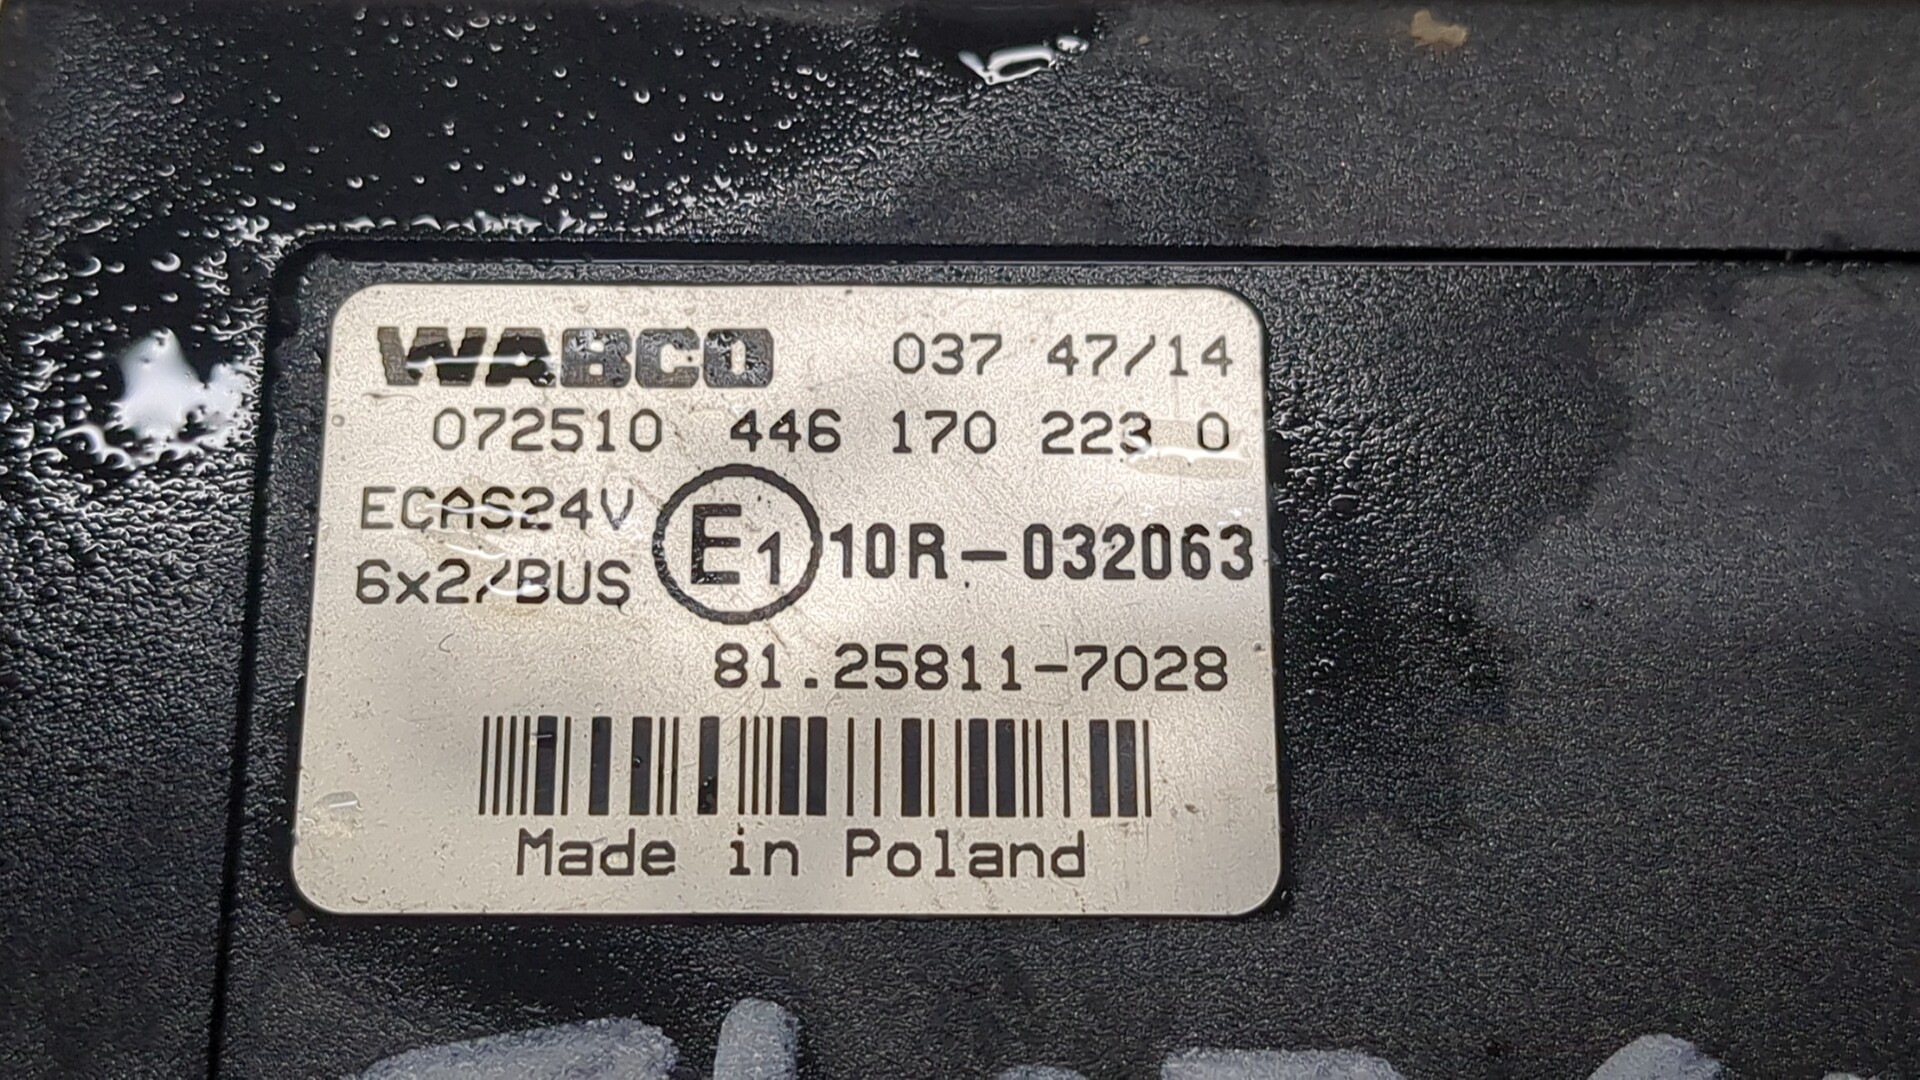 WABCO 037 47/14
072510 446 170 223 0
ECAS24V
6x2/BUS
E1 10R-032063
81.25811-7028
Made in Poland